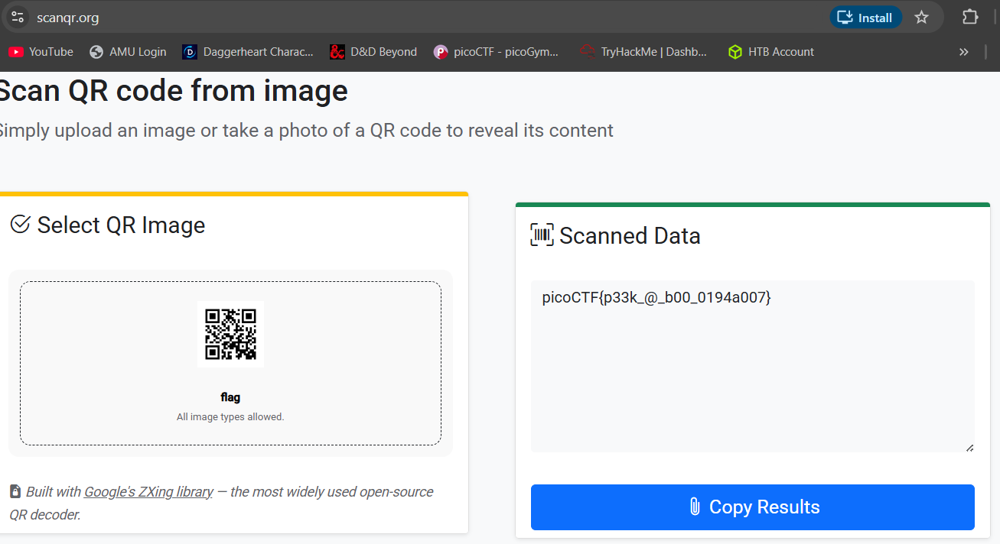 scanqr.org
Install
YouTube AMU Login Daggerheart Charac... D&D Beyond picoCTF - picoGym... TryHackMe | Dashb... HTB Account »
Scan QR code from image
Simply upload an image or take a photo of a QR code to reveal its content
Select QR Image
flag
All image types allowed.
Built with Google's ZXing library — the most widely used open-source
QR decoder.
Scanned Data
picoCTF{p33k_@_b00_0194a007}
Copy Results